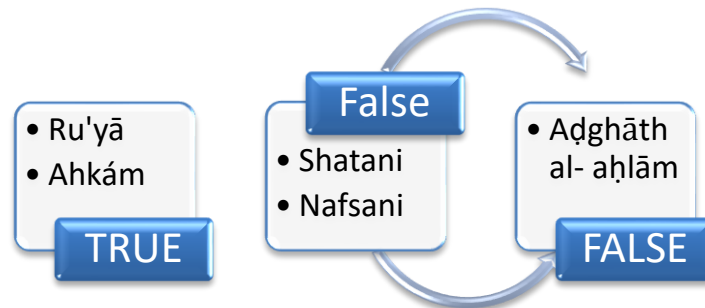 • Ru'yā
• Ahkám
TRUE
False
• Shatani
• Nafsani
• Aḍghāth
al- aḥlām
FALSE